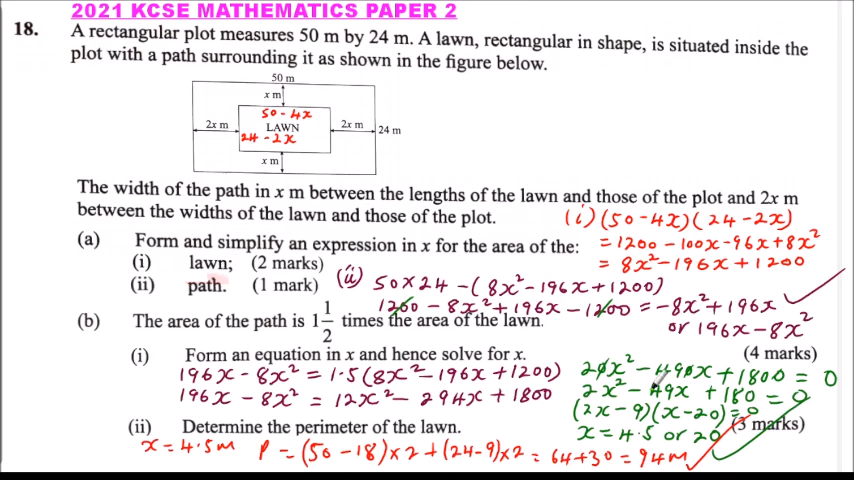 2021 KCSE MATHEMATICS PAPER 2
18. A rectangular plot measures 50 m by 24 m. A lawn, rectangular in shape, is situated inside the
plot with a path surrounding it as shown in the figure below.
50 m
x m
50 - 4x
2x m LAWN 2x m 24 m
24 - 2x
x m
The width of the path in x m between the lengths of the lawn and those of the plot and 2x m
between the widths of the lawn and those of the plot.
(i) (50 - 4x)(24 - 2x)
(a) Form and simplify an expression in x for the area of the:
= 1200 - 100x - 96x + 8x²
(i) lawn; (2 marks)
= 8x² - 196x + 1200
(ii) path. (1 mark)
(ii) 50 x 24 - (8x² - 196x + 1200)
1200 - 8x² + 196x - 1200 = -8x² + 196x
or 196x - 8x²
(b) The area of the path is 1 1/2 times the area of the lawn.
(i) Form an equation in x and hence solve for x. (4 marks)
196x - 8x² = 1.5(8x² - 196x + 1200)
196x - 8x² = 12x² - 294x + 1800
20x² - 490x + 1800 = 0
2x² - 49x + 180 = 0
(2x - 9)(x - 20) = 0
x = 4.5 or 20
(ii) Determine the perimeter of the lawn. (3 marks)
x = 4.5m P = (50 - 18) x 2 + (24 - 9) x 2 = 64 + 30 = 94m